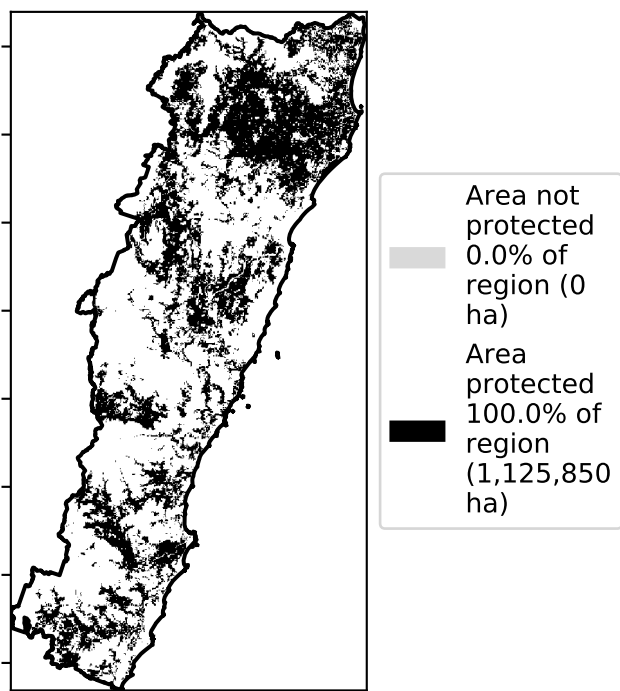 Area not
protected
0.0% of
region (0
ha)
Area
protected
100.0% of
region
(1,125,850
ha)